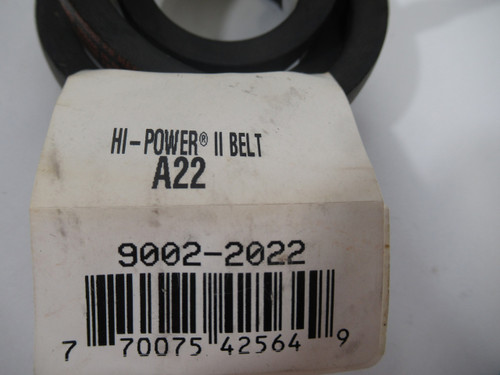 HI-POWER® II BELT
A22
9002-2022
7 70075 42564 9